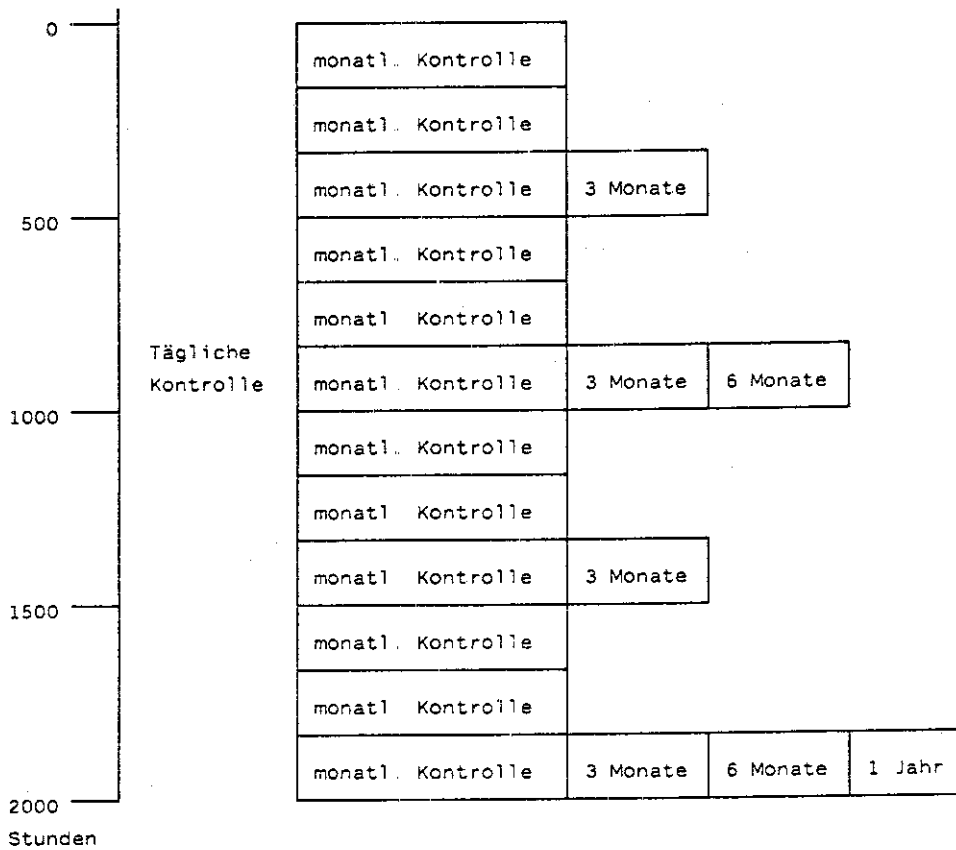 0
monatl. Kontrolle
monatl. Kontrolle
monatl. Kontrolle 3 Monate
500
monatl. Kontrolle
monatl Kontrolle
Tägliche
Kontrolle
monatl. Kontrolle 3 Monate 6 Monate
1000
monatl. Kontrolle
monatl Kontrolle
monatl Kontrolle 3 Monate
1500
monatl. Kontrolle
monatl Kontrolle
monatl. Kontrolle 3 Monate 6 Monate 1 Jahr
2000
Stunden